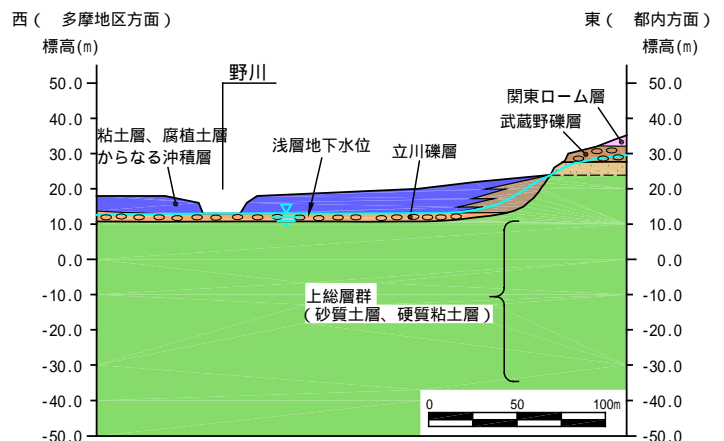 西（　多摩地区方面）
東（　都内方面）
標高(m)
標高(m)
野川
関東ローム層
武蔵野礫層
粘土層、腐植土層
からなる沖積層
浅層地下水位
立川礫層
50.0
40.0
30.0
20.0
10.0
0.0
-10.0
-20.0
-30.0
-40.0
-50.0
50.0
40.0
30.0
20.0
10.0
0.0
-10.0
-20.0
-30.0
-40.0
-50.0
上総層群
（砂質土層、硬質粘土層）
0 50 100m